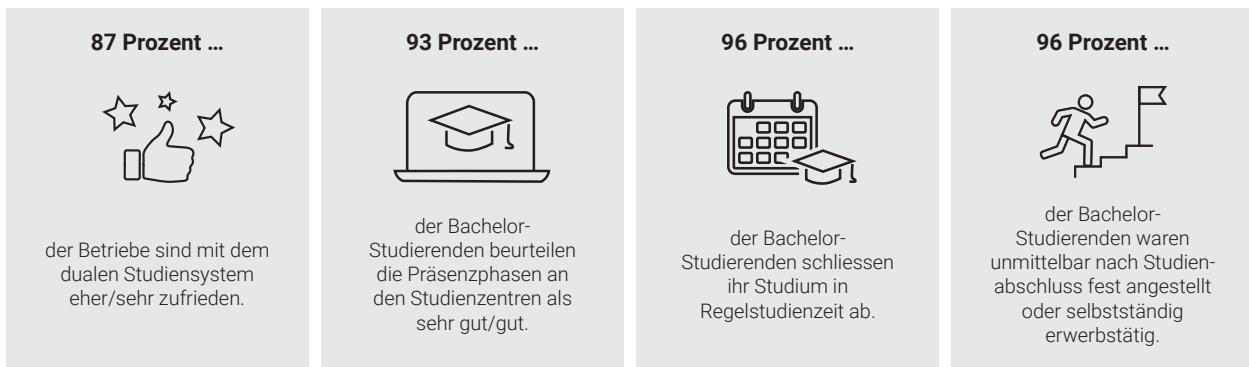 87 Prozent …
der Betriebe sind mit dem
dualen Studiensystem
eher/sehr zufrieden.
93 Prozent …
der Bachelor-
Studierenden beurteilen
die Präsenzphasen an
den Studienzentren als
sehr gut/gut.
96 Prozent …
der Bachelor-
Studierenden schliessen
ihr Studium in
Regelstudienzeit ab.
96 Prozent …
der Bachelor-
Studierenden waren
unmittelbar nach Studien-
abschluss fest angestellt
oder selbstständig
erwerbstätig.